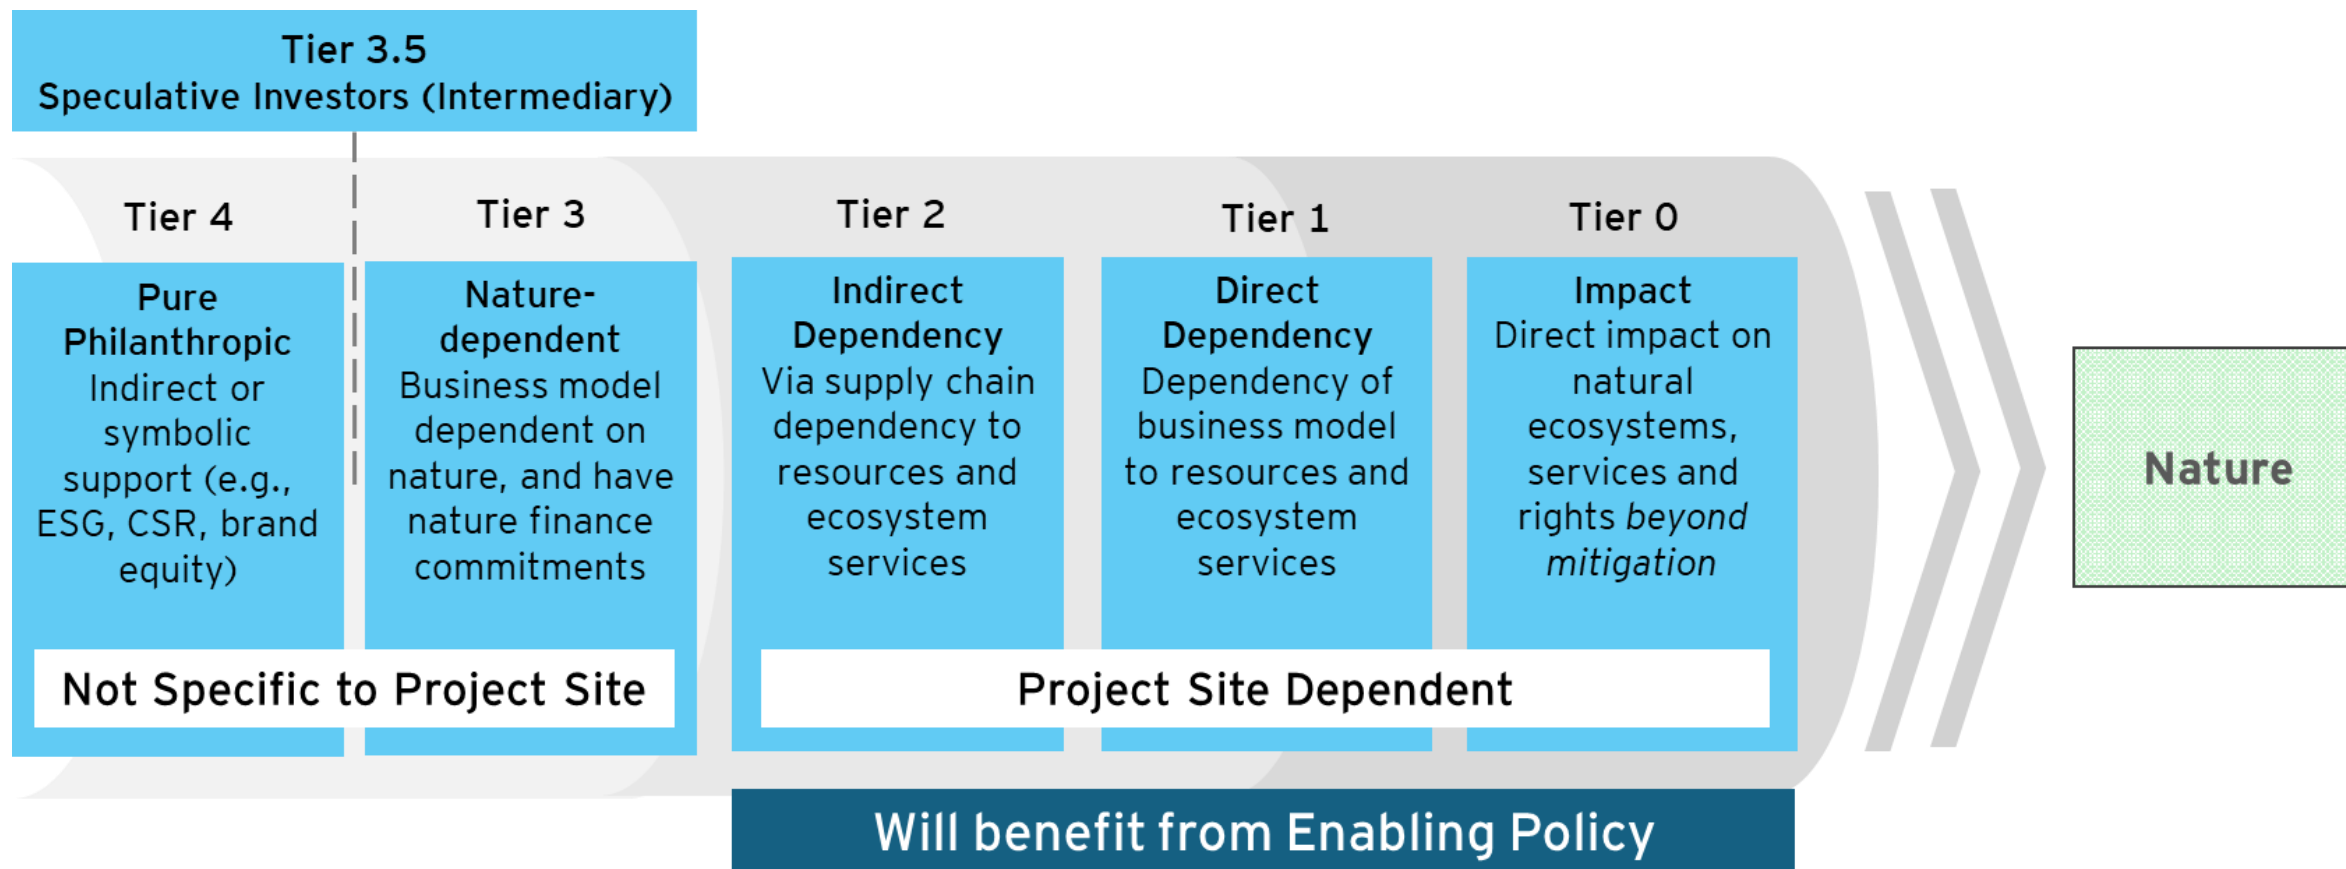 Tier 3.5
Speculative Investors (Intermediary)
Tier 4
Pure
Philanthropic
Indirect or
symbolic
support (e.g.,
ESG, CSR, brand
equity)
Tier 3
Nature-
dependent
Business model
dependent on
nature, and have
nature finance
commitments
Not Specific to Project Site
Tier 2
Indirect
Dependency
Via supply chain
dependency to
resources and
ecosystem
services
Tier 1
Direct
Dependency
Dependency of
business model
to resources and
ecosystem
services
Tier 0
Impact
Direct impact on
natural
ecosystems,
services and
rights beyond
mitigation
Project Site Dependent
Will benefit from Enabling Policy
Nature